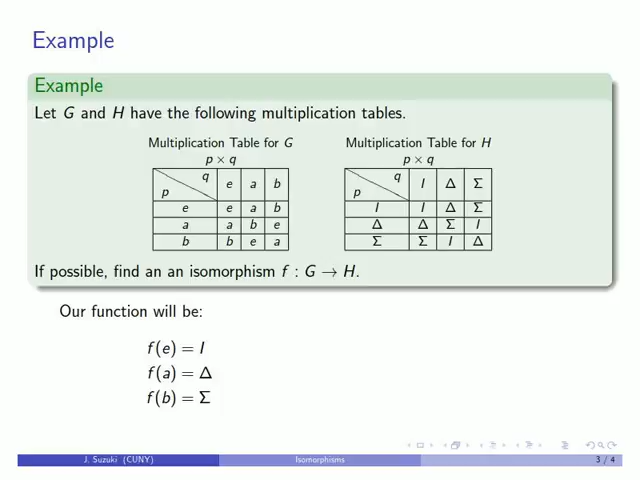 Example
Example
Let G and H have the following multiplication tables.
Multiplication Table for G
p × q
q e a b
p
e e a b
a a b e
b b e a
Multiplication Table for H
p × q
q I Δ Σ
p
I I Δ Σ
Δ Δ Σ I
Σ Σ I Δ
If possible, find an an isomorphism f : G → H.
Our function will be:
f(e) = I
f(a) = Δ
f(b) = Σ
J. Suzuki (CUNY) Isomorphisms 3 / 4